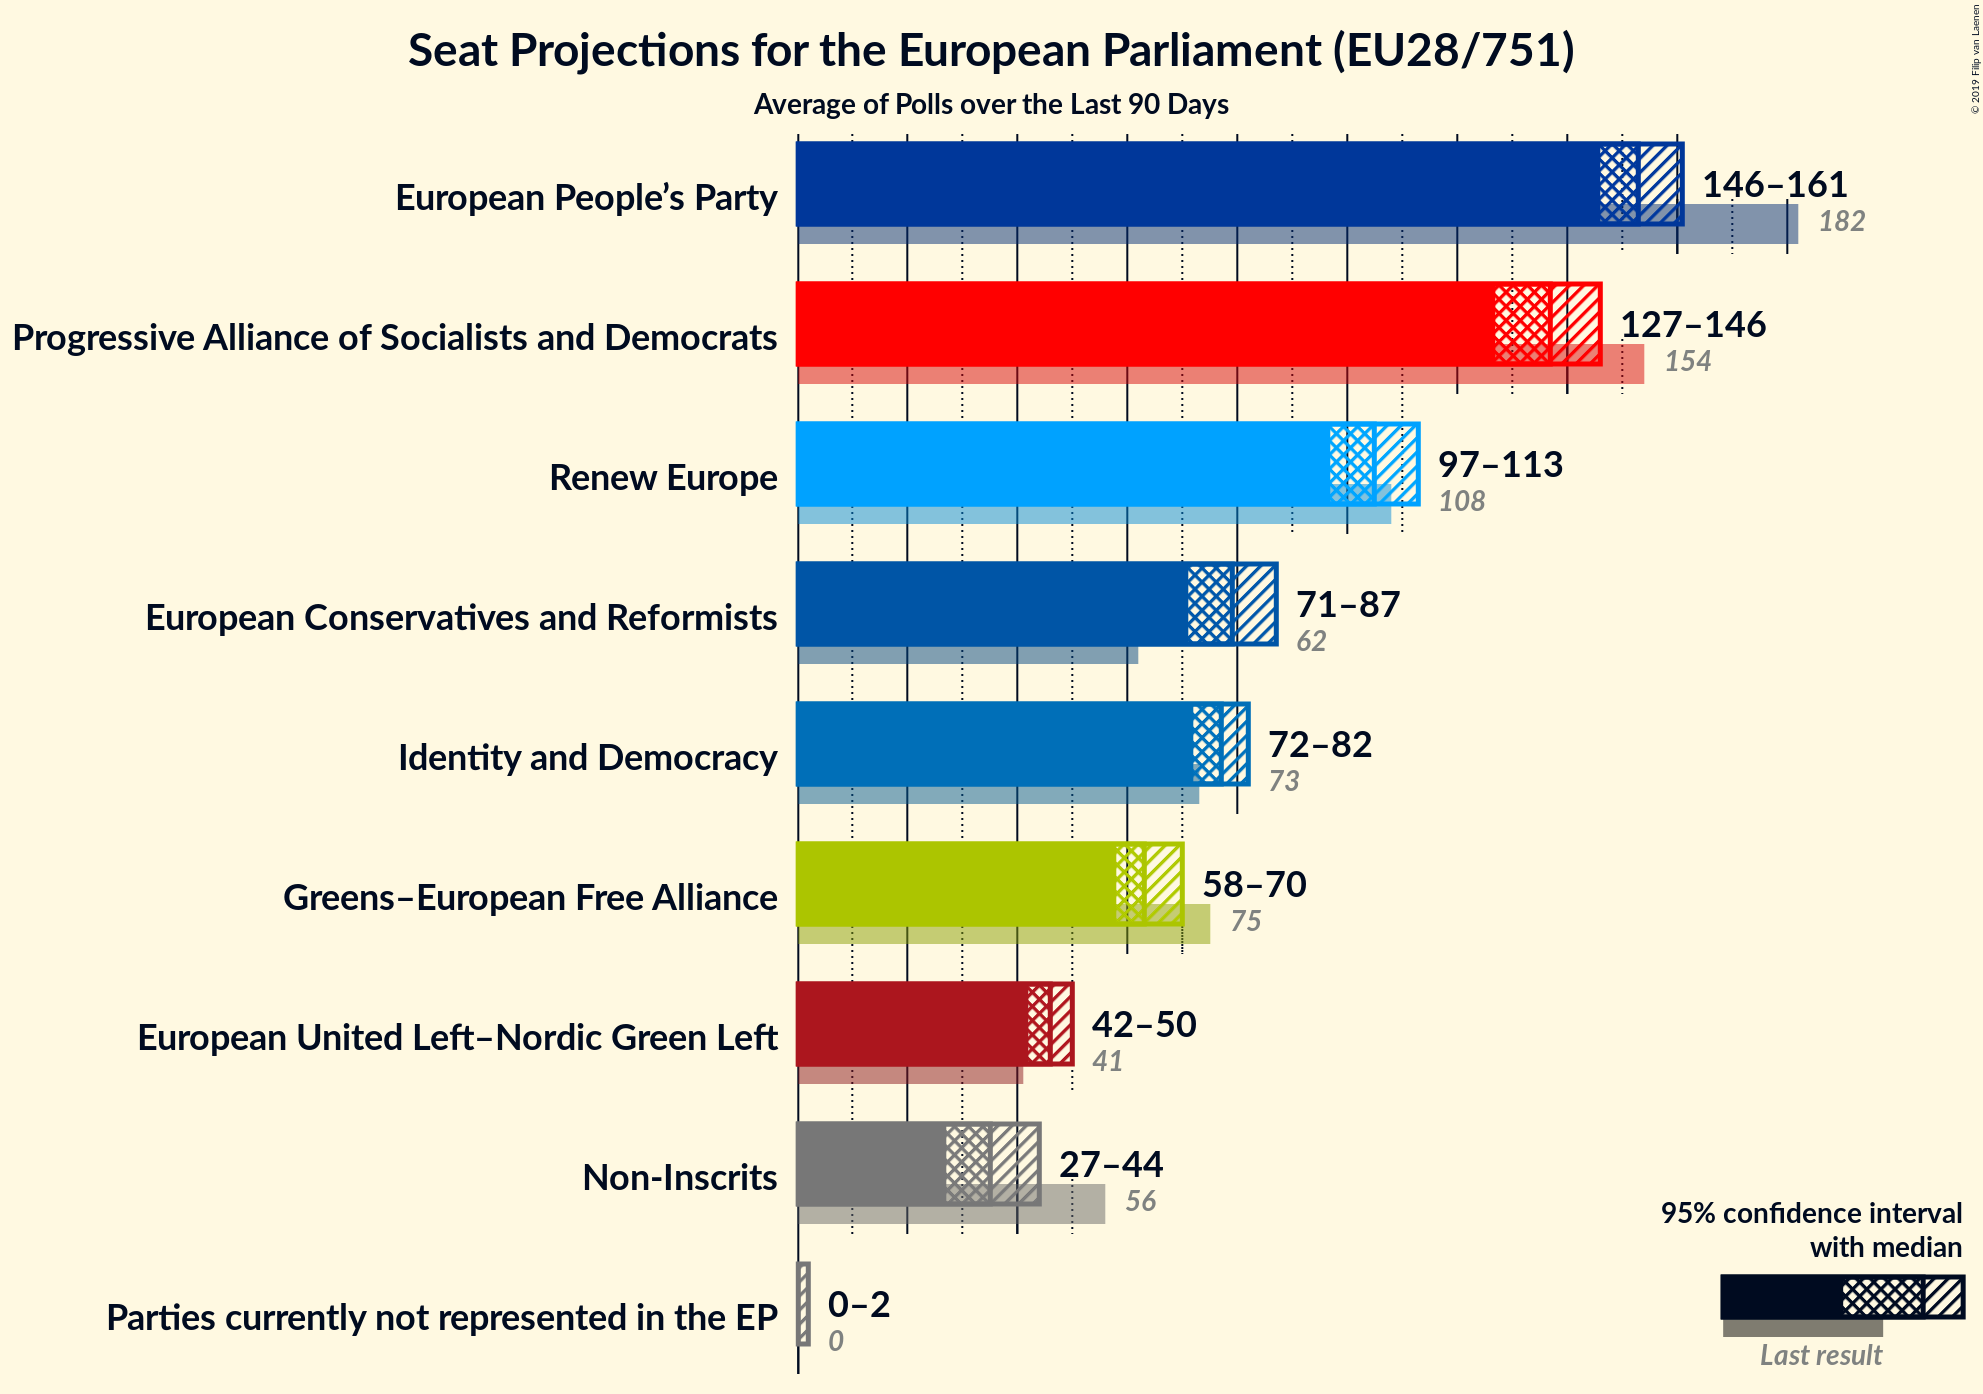 Seat Projections for the European Parliament (EU28/751)
Average of Polls over the Last 90 Days
© 2019 Filip van Laenen
European People’s Party
146–161
182
Progressive Alliance of Socialists and Democrats
127–146
154
Renew Europe
97–113
108
European Conservatives and Reformists
71–87
62
Identity and Democracy
72–82
73
Greens–European Free Alliance
58–70
75
European United Left–Nordic Green Left
42–50
41
Non-Inscrits
27–44
56
Parties currently not represented in the EP
0–2
0
95% confidence interval
with median
Last result